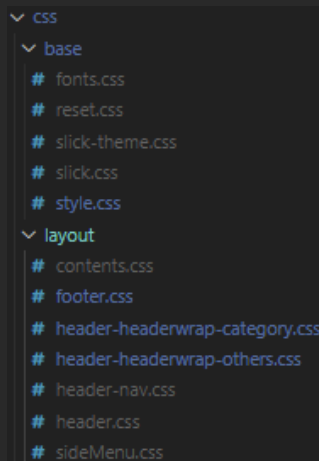 css
base
# fonts.css
# reset.css
# slick-theme.css
# slick.css
# style.css
layout
# contents.css
# footer.css
# header-headerwrap-category.css
# header-headerwrap-others.css
# header-nav.css
# header.css
# sideMenu.css